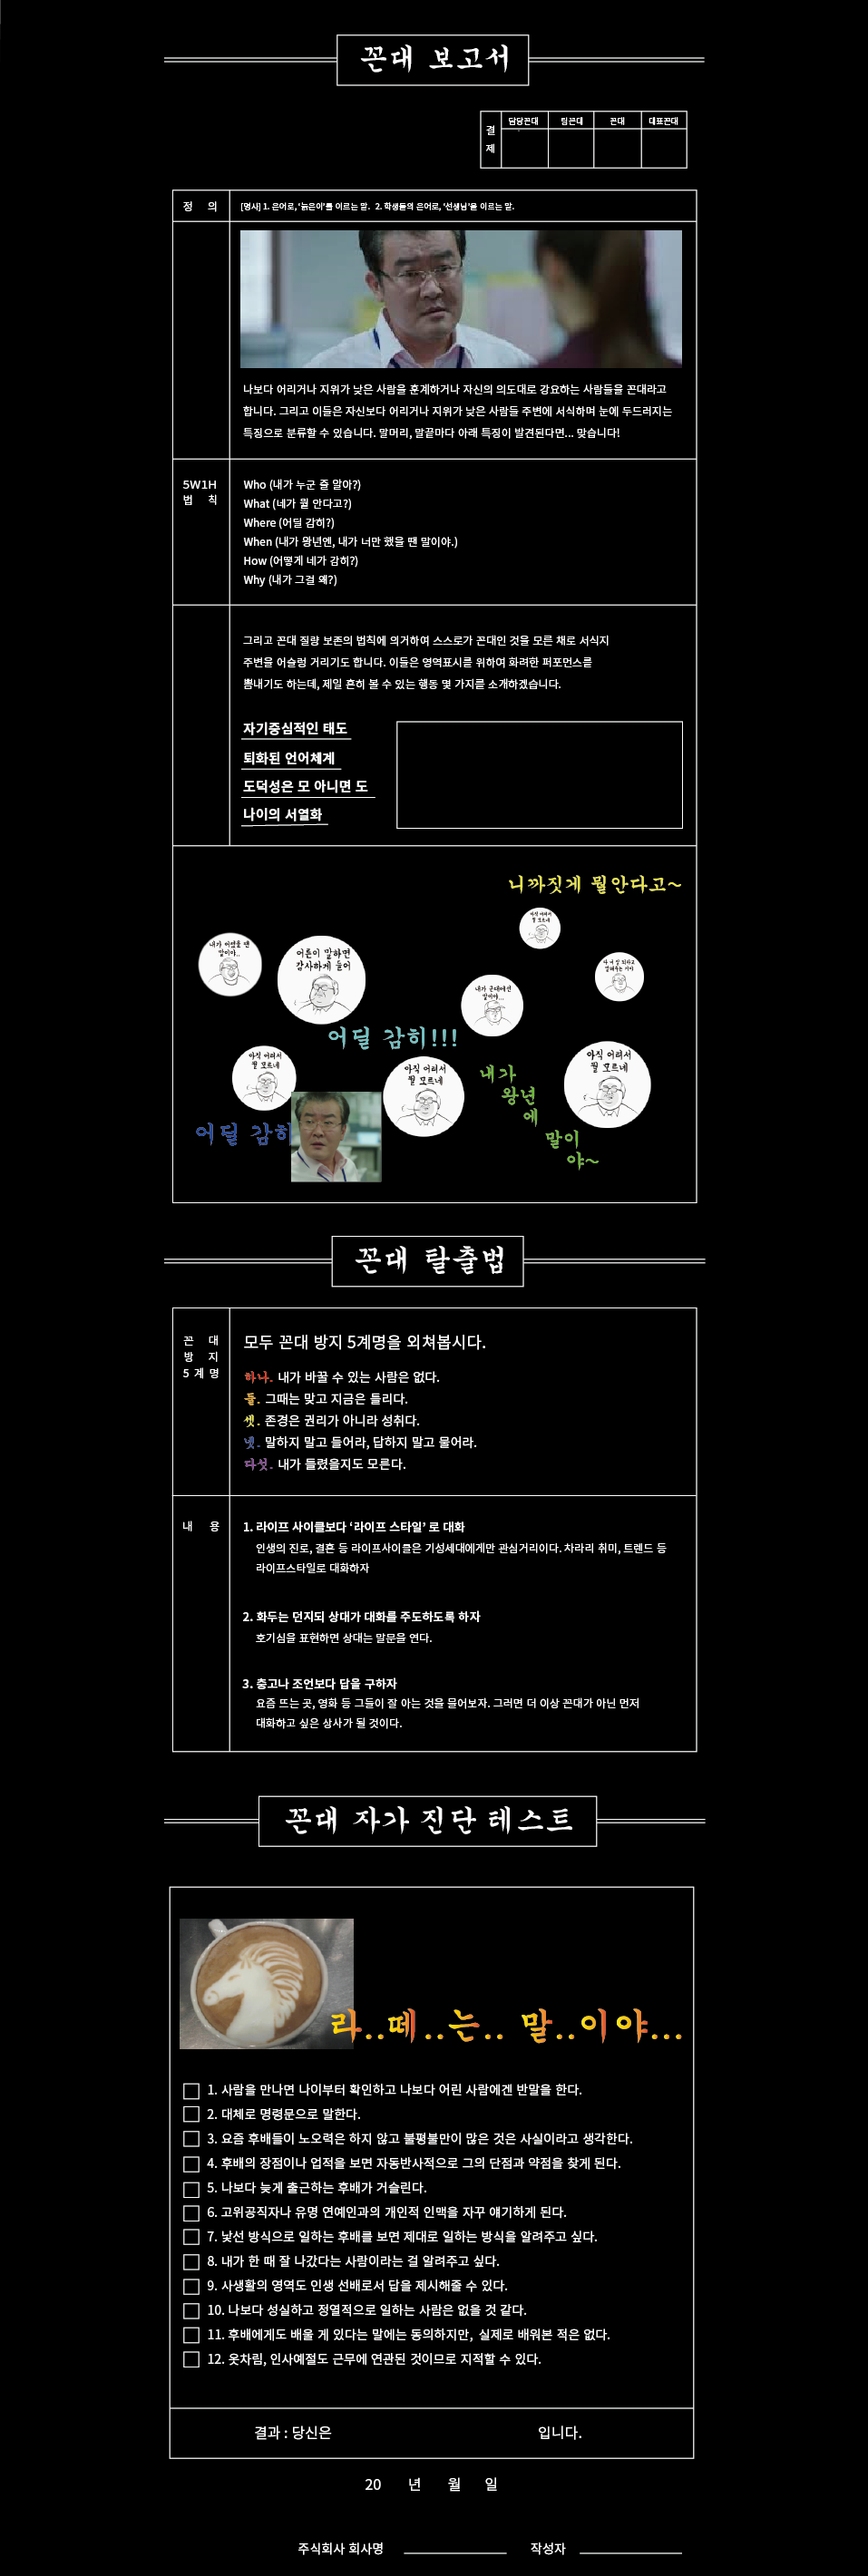 꼰대 보고서
결제
담당꼰대 팀꼰대 꼰대 대표꼰대
정 의
[명사] 1. 은어로, '늙은이'를 이르는 말. 2. 학생들의 은어로, '선생님'을 이르는 말.
나보다 어리거나 지위가 낮은 사람을 훈계하거나 자신의 의도대로 강요하는 사람들을 꼰대라고
합니다. 그리고 이들은 자신보다 어리거나 지위가 낮은 사람들 주변에 서식하며 눈에 두드러지는
특징으로 분류할 수 있습니다. 말머리, 말끝마다 아래 특징이 발견된다면... 맞습니다!
5W1H
법 칙
Who (내가 누군 줄 알아?)
What (네가 뭘 안다고?)
Where (어딜 감히?)
When (내가 왕년엔, 내가 너만 했을 땐 말이야.)
How (어떻게 네가 감히?)
Why (내가 그걸 왜?)
그리고 꼰대 질량 보존의 법칙에 의거하여 스스로가 꼰대인 것을 모른 채로 서식지
주변을 어슬렁 거리기도 합니다. 이들은 영역표시를 위하여 화려한 퍼포먼스를
뽐내기도 하는데, 제일 흔히 볼 수 있는 행동 몇 가지를 소개하겠습니다.
자기중심적인 태도
퇴화된 언어체계
도덕성은 모 아니면 도
나이의 서열화
니까짓게 뭘안다고~
아직 어려서
뭘 모르네
내가 어렸을 땐
말이야..
어른이 말하면
감사하게 들어
다 너 잘 되라고
내가 군대에선
말이야...
어딜 감히!!!
아직 어려서
뭘 모르네
아직 어려서
뭘 모르네
아직 어려서
뭘 모르네
내가
왕년
에
말이
야~
어딜 감히
꼰대 탈출법
꼰 대
방 지
5 계 명
모두 꼰대 방지 5계명을 외쳐봅시다.
하나. 내가 바꿀 수 있는 사람은 없다.
둘. 그때는 맞고 지금은 틀리다.
셋. 존경은 권리가 아니라 성취다.
넷. 말하지 말고 들어라, 답하지 말고 물어라.
다섯. 내가 틀렸을지도 모른다.
내 용
1. 라이프 사이클보다 ‘라이프 스타일’ 로 대화
인생의 진로, 결혼 등 라이프사이클은 기성세대에게만 관심거리이다. 차라리 취미, 트렌드 등
라이프스타일로 대화하자
2. 화두는 던지되 상대가 대화를 주도하도록 하자
호기심을 표현하면 상대는 말문을 연다.
3. 충고나 조언보다 답을 구하자
요즘 뜨는 곳, 영화 등 그들이 잘 아는 것을 물어보자. 그러면 더 이상 꼰대가 아닌 먼저
대화하고 싶은 상사가 될 것이다.
꼰대 자가 진단 테스트
라..떼..는.. 말..이야...
1. 사람을 만나면 나이부터 확인하고 나보다 어린 사람에겐 반말을 한다.
2. 대체로 명령문으로 말한다.
3. 요즘 후배들이 노오력은 하지 않고 불평불만이 많은 것은 사실이라고 생각한다.
4. 후배의 장점이나 업적을 보면 자동반사적으로 그의 단점과 약점을 찾게 된다.
5. 나보다 늦게 출근하는 후배가 거슬린다.
6. 고위공직자나 유명 연예인과의 개인적 인맥을 자꾸 얘기하게 된다.
7. 낯선 방식으로 일하는 후배를 보면 제대로 일하는 방식을 알려주고 싶다.
8. 내가 한 때 잘 나갔다는 사람이라는 걸 알려주고 싶다.
9. 사생활의 영역도 인생 선배로서 답을 제시해줄 수 있다.
10. 나보다 성실하고 정열적으로 일하는 사람은 없을 것 같다.
11. 후배에게도 배울 게 있다는 말에는 동의하지만, 실제로 배워본 적은 없다.
12. 옷차림, 인사예절도 근무에 연관된 것이므로 지적할 수 있다.
결과 : 당신은 입니다.
20 년 월 일
주식회사 회사명 작성자